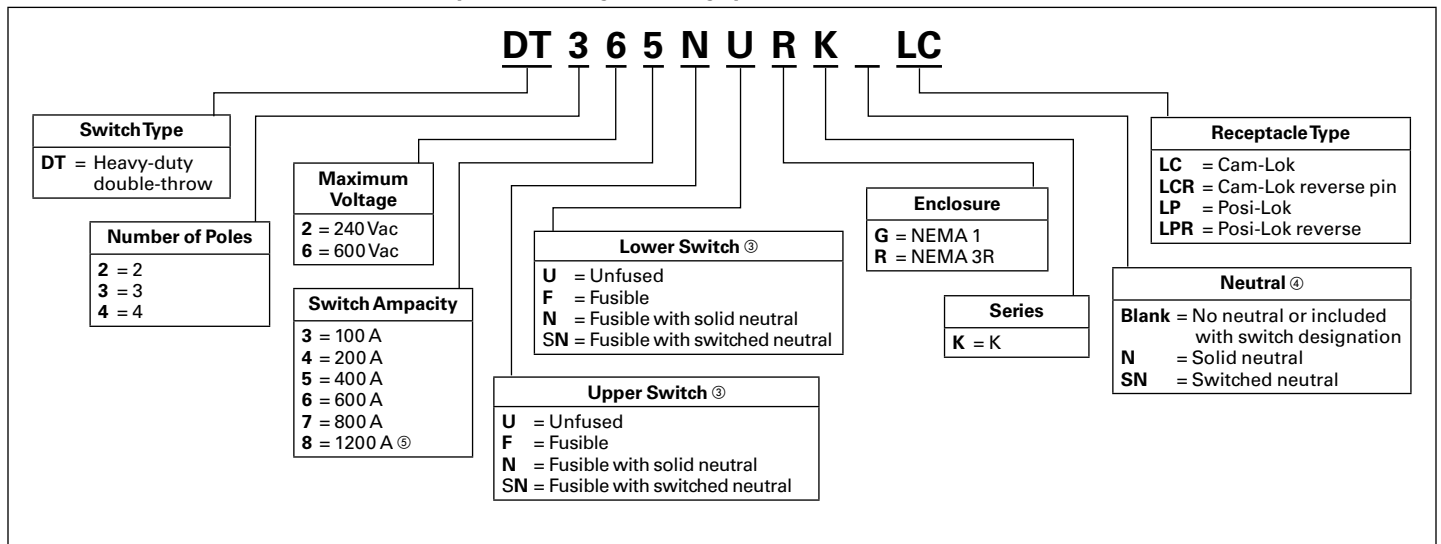 DT 3 6 5 N U R K _ LC
Switch Type
DT = Heavy-duty
double-throw
Number of Poles
2 = 2
3 = 3
4 = 4
Maximum
Voltage
2 = 240 Vac
6 = 600 Vac
Switch Ampacity
3 = 100 A
4 = 200 A
5 = 400 A
6 = 600 A
7 = 800 A
8 = 1200 A ⑤
Lower Switch ③
U = Unfused
F = Fusible
N = Fusible with solid neutral
SN = Fusible with switched neutral
Upper Switch ③
U = Unfused
F = Fusible
N = Fusible with solid neutral
SN = Fusible with switched neutral
Enclosure
G = NEMA 1
R = NEMA 3R
Series
K = K
Receptacle Type
LC = Cam-Lok
LCR = Cam-Lok reverse pin
LP = Posi-Lok
LPR = Posi-Lok reverse
Neutral ④
Blank = No neutral or included
with switch designation
N = Solid neutral
SN = Switched neutral